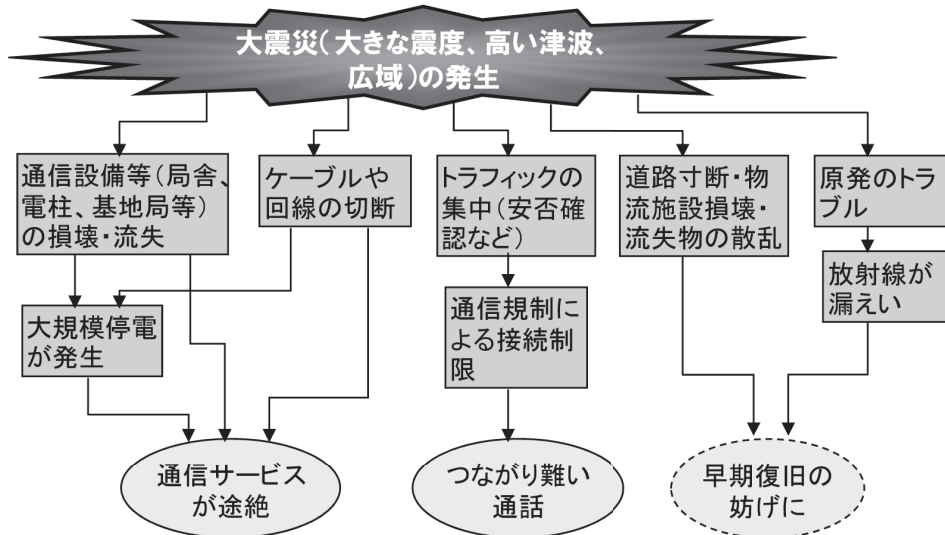 大震災(大きな震度、高い津波、
広域)の発生
通信設備等(局舎、
電柱、基地局等)
の損壊・流失
ケーブルや
回線の切断
トラフィックの
集中(安否確
認など)
道路寸断・物
流施設損壊・
流失物の散乱
原発のトラ
ブル
大規模停電
が発生
通信規制に
よる接続制
限
放射線が
漏えい
通信サービス
が途絶
つながり難い
通話
早期復旧の
妨げに